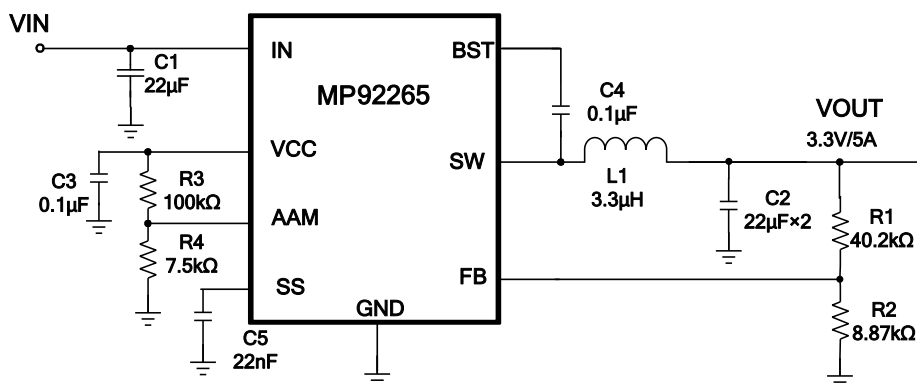 VIN
IN
BST
C1
22µF
MP92265
C4
0.1µF
VOUT
3.3V/5A
VCC
SW
C3
0.1µF
R3
100kΩ
L1
3.3µH
C2
22µF×2
R1
40.2kΩ
AAM
R4
7.5kΩ
SS
FB
GND
C5
22nF
R2
8.87kΩ